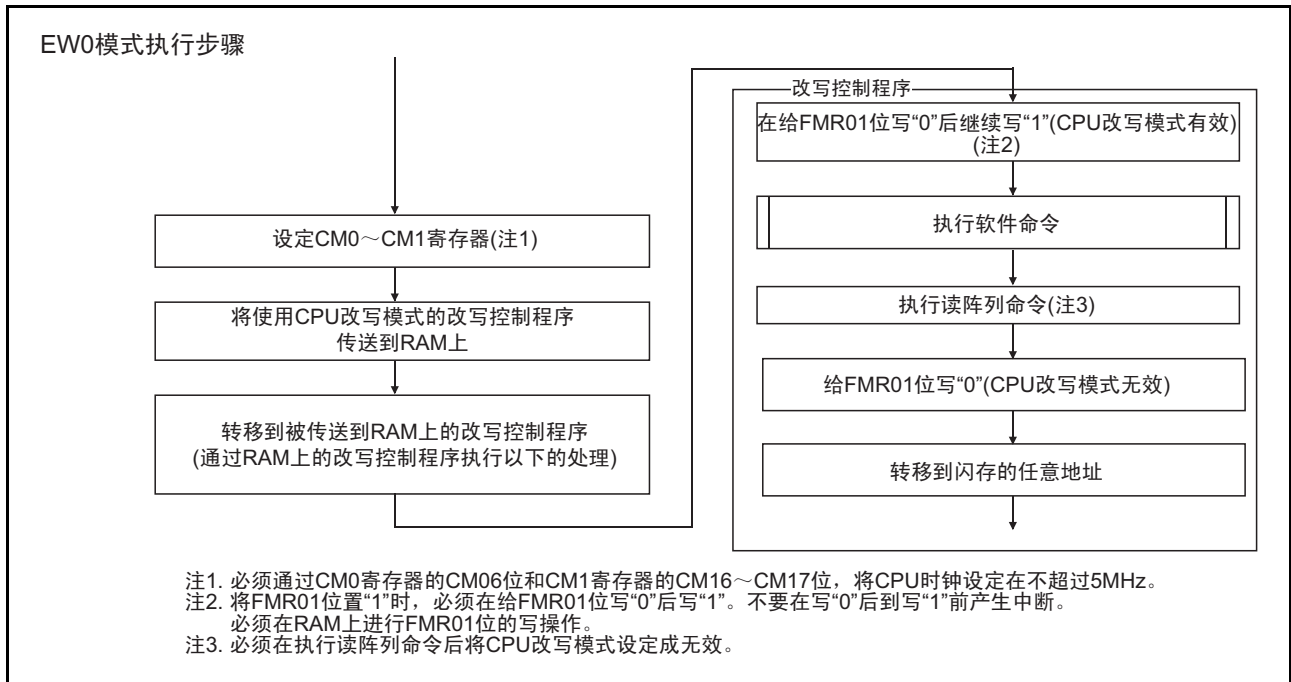 EW0模式执行步骤
设定CM0～CM1寄存器(注1)
将使用CPU改写模式的改写控制程序
传送到RAM上
转移到被传送到RAM上的改写控制程序
(通过RAM上的改写控制程序执行以下的处理)
改写控制程序
在给FMR01位写“0”后继续写“1”(CPU改写模式有效)
(注2)
执行软件命令
执行读阵列命令(注3)
给FMR01位写“0”(CPU改写模式无效)
转移到闪存的任意地址
注1. 必须通过CM0寄存器的CM06位和CM1寄存器的CM16～CM17位，将CPU时钟设定在不超过5MHz。
注2. 将FMR01位置“1”时，必须在给FMR01位写“0”后写“1”。不要在写“0”后到写“1”前产生中断。
必须在RAM上进行FMR01位的写操作。
注3. 必须在执行读阵列命令后将CPU改写模式设定成无效。